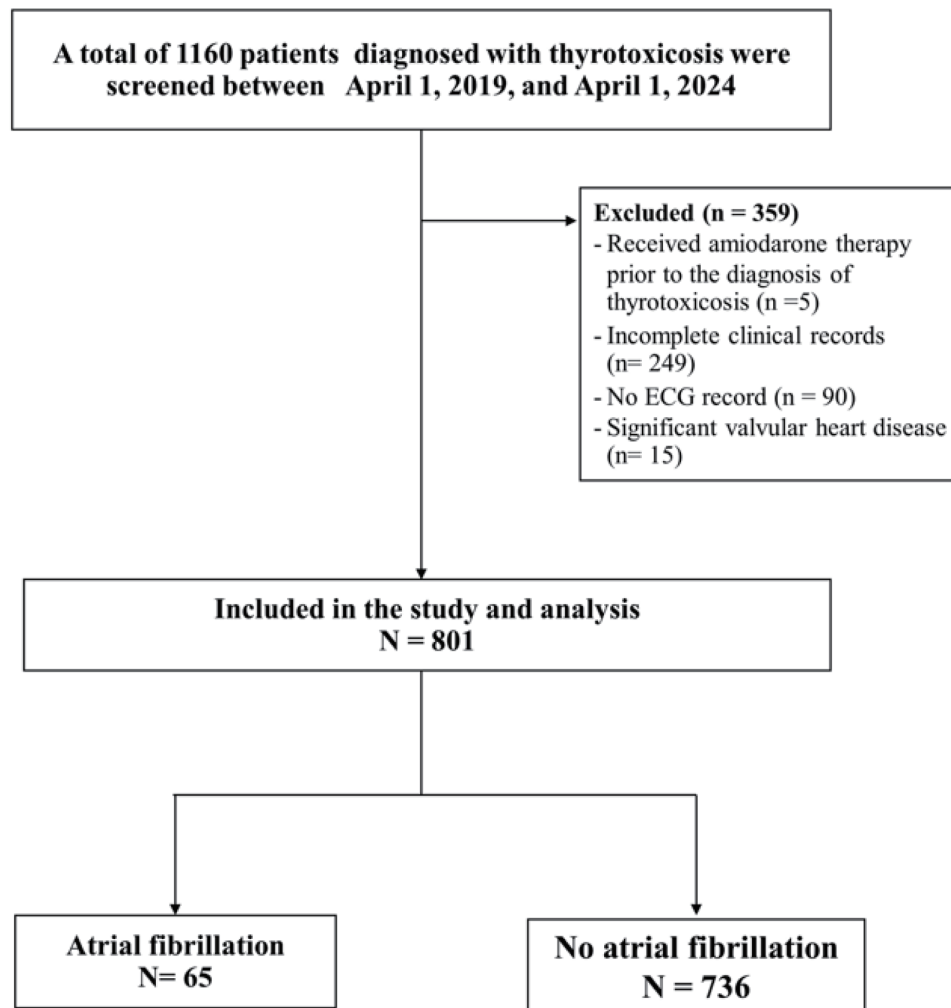 A total of 1160 patients diagnosed with thyrotoxicosis were
screened between April 1, 2019, and April 1, 2024
Excluded (n = 359)
- Received amiodarone therapy
prior to the diagnosis of
thyrotoxicosis (n =5)
- Incomplete clinical records
(n= 249)
- No ECG record (n = 90)
- Significant valvular heart disease
(n= 15)
Included in the study and analysis
N = 801
Atrial fibrillation
N= 65
No atrial fibrillation
N = 736